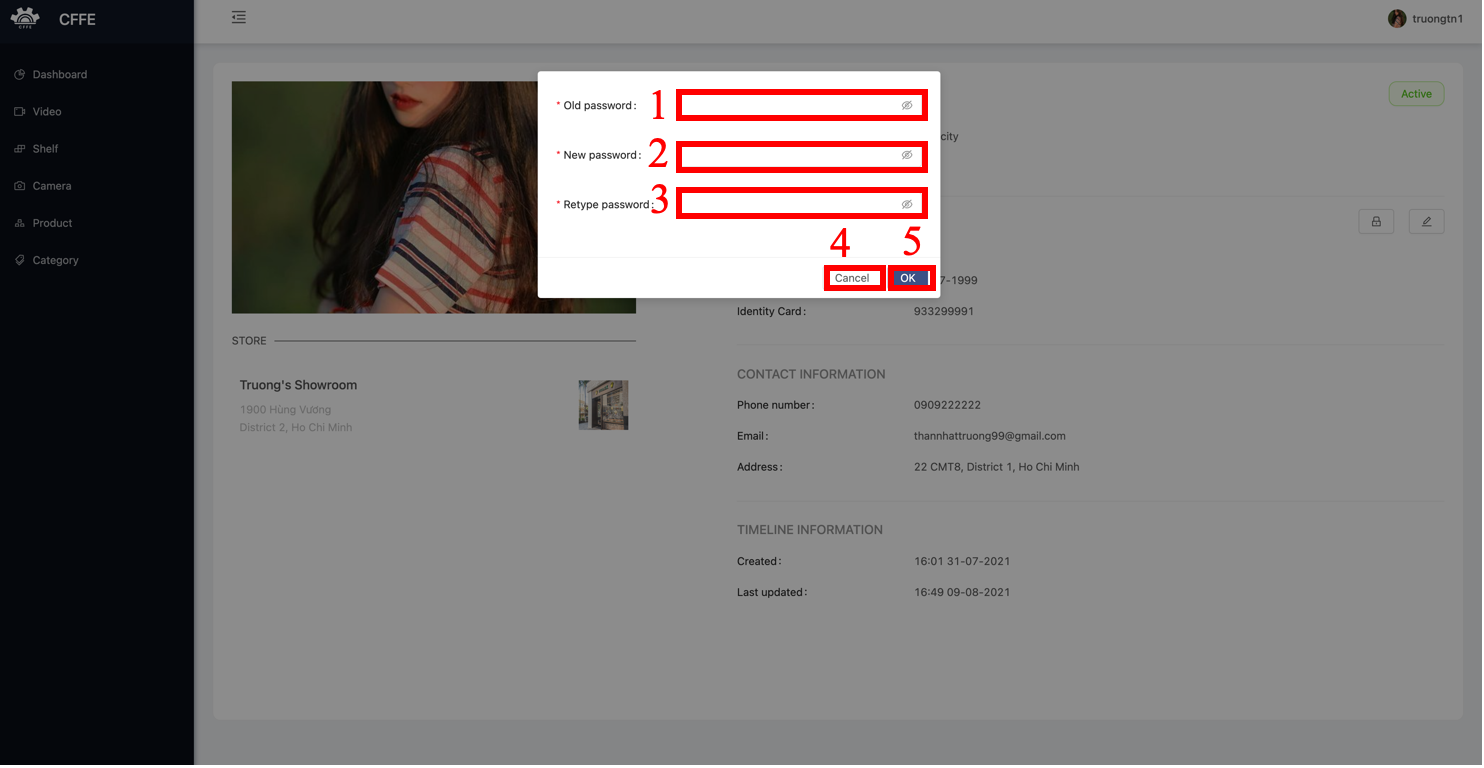 CFFE
CFFE
truongtn1
Dashboard
Video
Shelf
Camera
Product
Category
* Old password: 1
* New password: 2
* Retype password: 3
4 5
Cancel OK
Active
city
7-1999
Identity Card: 933299991
STORE
Truong's Showroom
1900 Hùng Vương
District 2, Ho Chi Minh
CONTACT INFORMATION
Phone number: 0909222222
Email: thannhattruong99@gmail.com
Address: 22 CMT8, District 1, Ho Chi Minh
TIMELINE INFORMATION
Created: 16:01 31-07-2021
Last updated: 16:49 09-08-2021